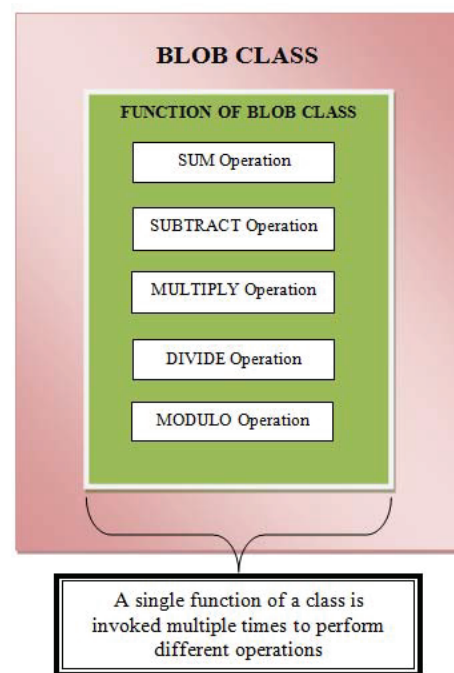 BLOB CLASS
FUNCTION OF BLOB CLASS
SUM Operation
SUBTRACT Operation
MULTIPLY Operation
DIVIDE Operation
MODULO Operation
A single function of a class is
invoked multiple times to perform
different operations